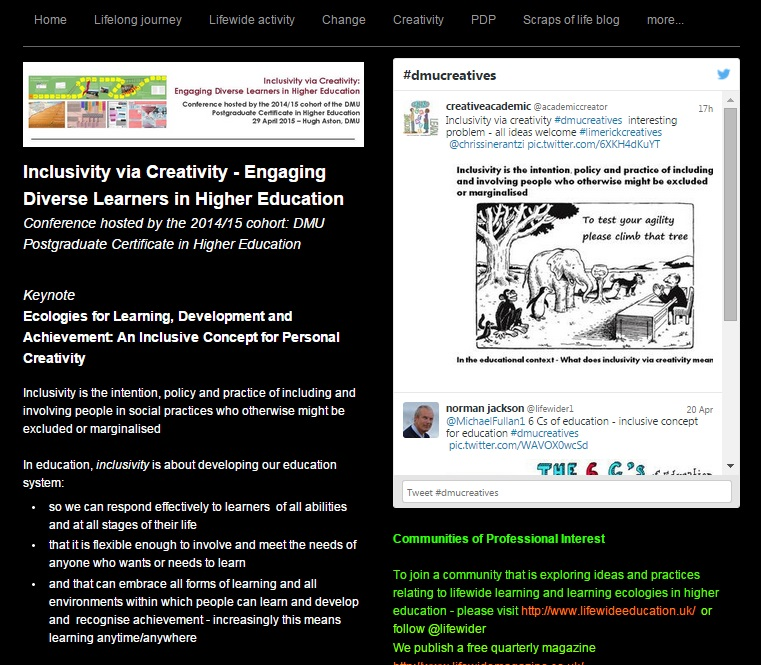 Home Lifelong journey Lifewide activity Change Creativity PDP Scraps of life blog more...
Inclusivity via Creativity:
Engaging Diverse Learners in Higher Education
Conference hosted by the 2014/15 cohort of the DMU
Postgraduate Certificate in Higher Education
29 April 2015 – Hugh Aston, DMU
Inclusivity via Creativity - Engaging
Diverse Learners in Higher Education
Conference hosted by the 2014/15 cohort: DMU
Postgraduate Certificate in Higher Education
Keynote
Ecologies for Learning, Development and
Achievement: An Inclusive Concept for Personal
Creativity
Inclusivity is the intention, policy and practice of including and
involving people in social practices who otherwise might be
excluded or marginalised
In education, inclusivity is about developing our education
system:
• so we can respond effectively to learners of all abilities
and at all stages of their life
• that it is flexible enough to involve and meet the needs of
anyone who wants or needs to learn
• and that can embrace all forms of learning and all
environments within which people can learn and develop
and recognise achievement - increasingly this means
learning anytime/anywhere
#dmucreatives
creativeacademic @academiccreator 17h
Inclusivity via creativity #dmucreatives interesting
problem - all ideas welcome #limerickcreatives
@chrissinerantzi pic.twitter.com/6XKH4dKuYT
Inclusivity is the intention, policy and practice of including
and involving people who otherwise might be excluded
or marginalised
To test your agility
please climb that tree
In the educational context - What does inclusivity via creativity mean
norman jackson @lifewider1 20 Apr
@MichaelFullan1 6 Cs of education - inclusive concept
for education #dmucreatives
pic.twitter.com/WAVOX0wcSd
THE 6 C's of education
Tweet #dmucreatives
Communities of Professional Interest
To join a community that is exploring ideas and practices
relating to lifewide learning and learning ecologies in higher
education - please visit http://www.lifewideeducation.uk/ or
follow @lifewider
We publish a free quarterly magazine
http://www.lifewidemagazine.co.uk/